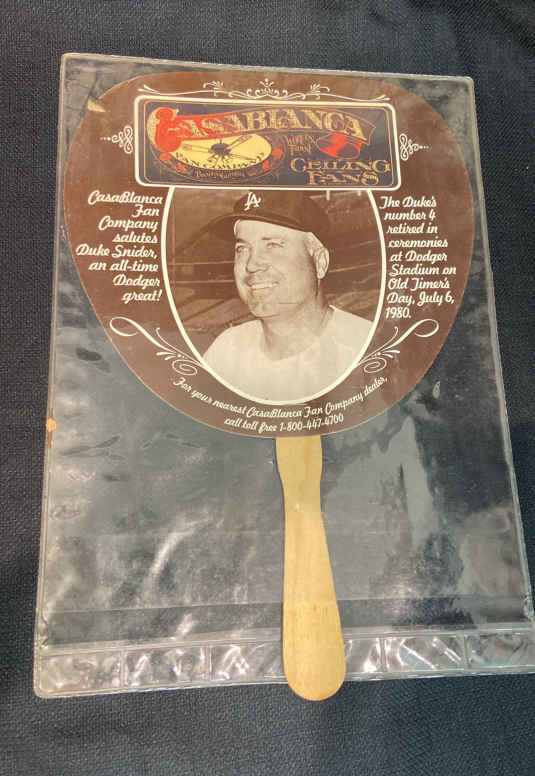 CASABLANCA
FAN COMPANY
CEILING
FANS
LA
CasaBlanca
Fan
Company
salutes
Duke Snider,
an all-time
Dodger
great!
The Duke's
number 4
retired in
ceremonies
at Dodger
Stadium on
Old Timer's
Day, July 6,
1980.
For your nearest CasaBlanca Fan Company dealer,
call toll free 1-800-447-4700